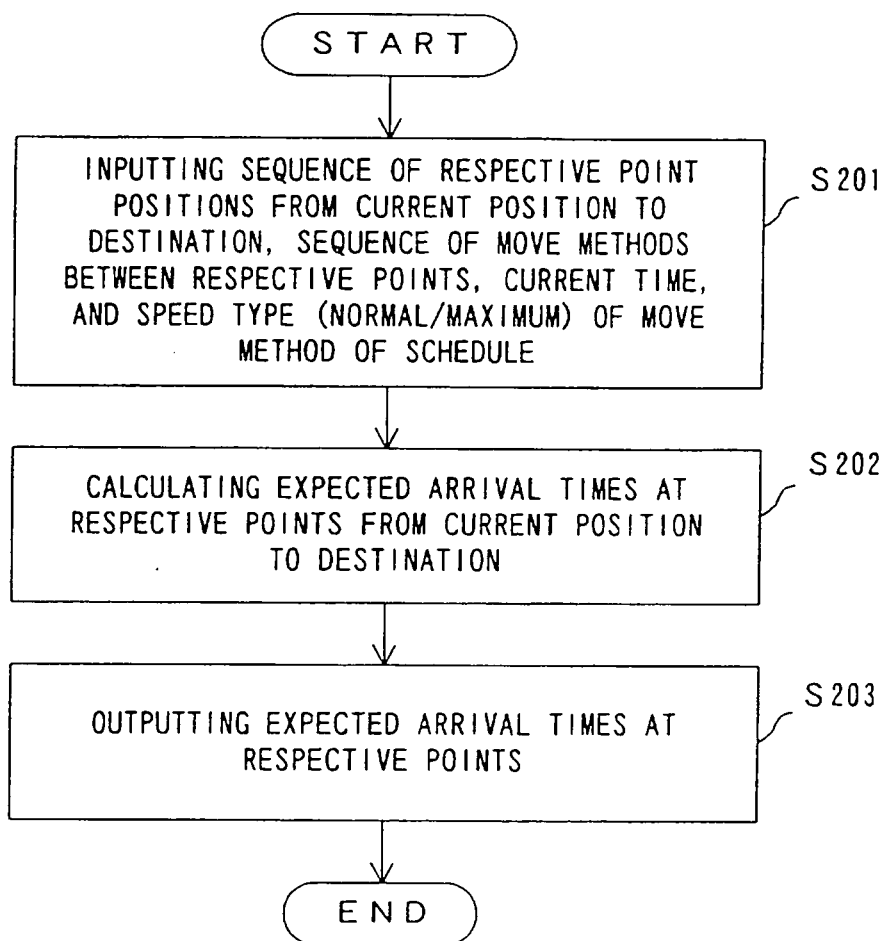 START
INPUTTING SEQUENCE OF RESPECTIVE POINT
POSITIONS FROM CURRENT POSITION TO
DESTINATION, SEQUENCE OF MOVE METHODS
BETWEEN RESPECTIVE POINTS, CURRENT TIME,
AND SPEED TYPE (NORMAL/MAXIMUM) OF MOVE
METHOD OF SCHEDULE
S201
CALCULATING EXPECTED ARRIVAL TIMES AT
RESPECTIVE POINTS FROM CURRENT POSITION
TO DESTINATION
S202
OUTPUTTING EXPECTED ARRIVAL TIMES AT
RESPECTIVE POINTS
S203
END